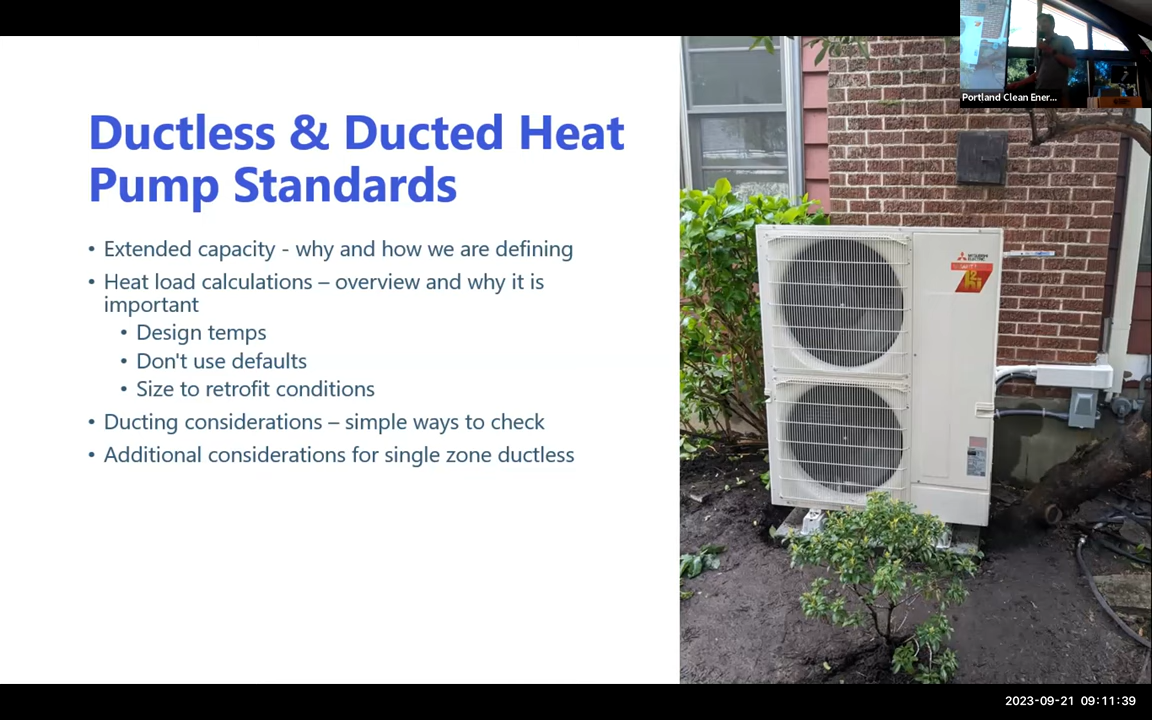 Portland Clean Ener...
Ductless & Ducted Heat
Pump Standards
• Extended capacity - why and how we are defining
• Heat load calculations – overview and why it is
important
• Design temps
• Don't use defaults
• Size to retrofit conditions
• Ducting considerations – simple ways to check
• Additional considerations for single zone ductless
MITSUBISHI
ELECTRIC
2023-09-21 09:11:39